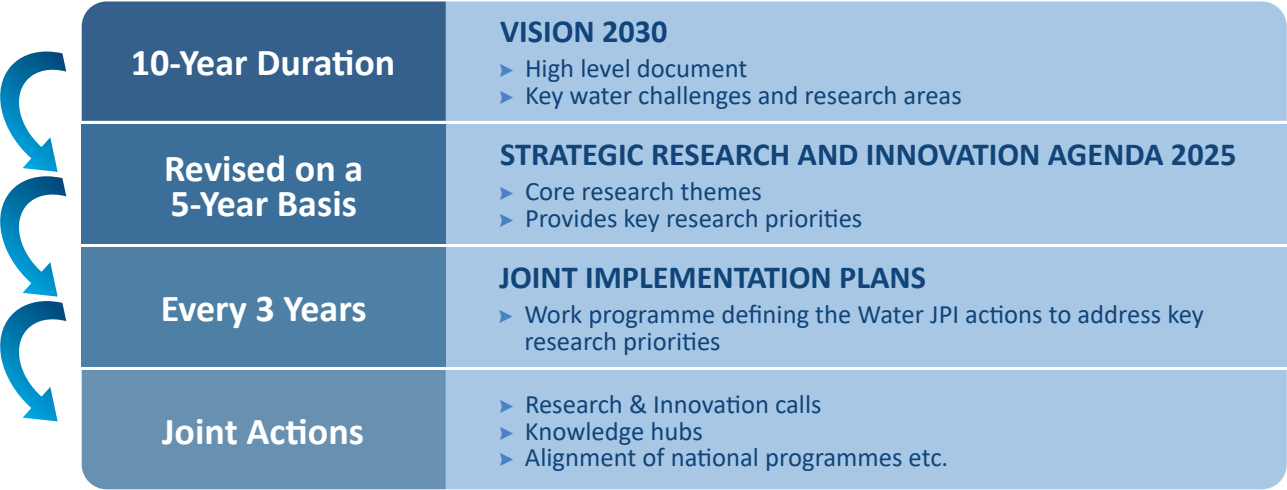 10-Year Duration
VISION 2030
➤ High level document
➤ Key water challenges and research areas
Revised on a
5-Year Basis
STRATEGIC RESEARCH AND INNOVATION AGENDA 2025
➤ Core research themes
➤ Provides key research priorities
Every 3 Years
JOINT IMPLEMENTATION PLANS
➤ Work programme defining the Water JPI actions to address key
research priorities
Joint Actions
➤ Research & Innovation calls
➤ Knowledge hubs
➤ Alignment of national programmes etc.